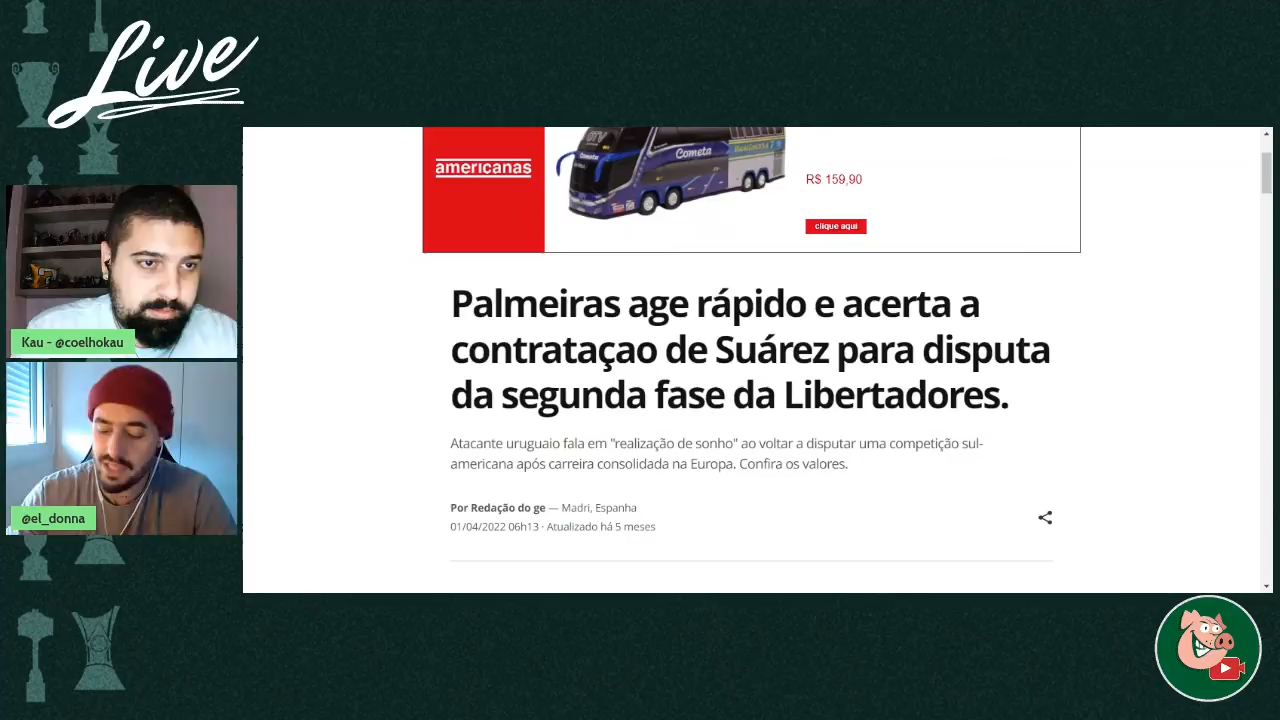 Live
americanas
Cometa
R$ 159,90
clique aqui
Palmeiras age rápido e acerta a
contrataçao de Suárez para disputa
da segunda fase da Libertadores.
Atacante uruguaio fala em "realização de sonho" ao voltar a disputar uma competição sul-
americana após carreira consolidada na Europa. Confira os valores.
Por Redação do ge — Madri, Espanha
01/04/2022 06h13 · Atualizado há 5 meses
Kau - @coelhokau
@el_donna